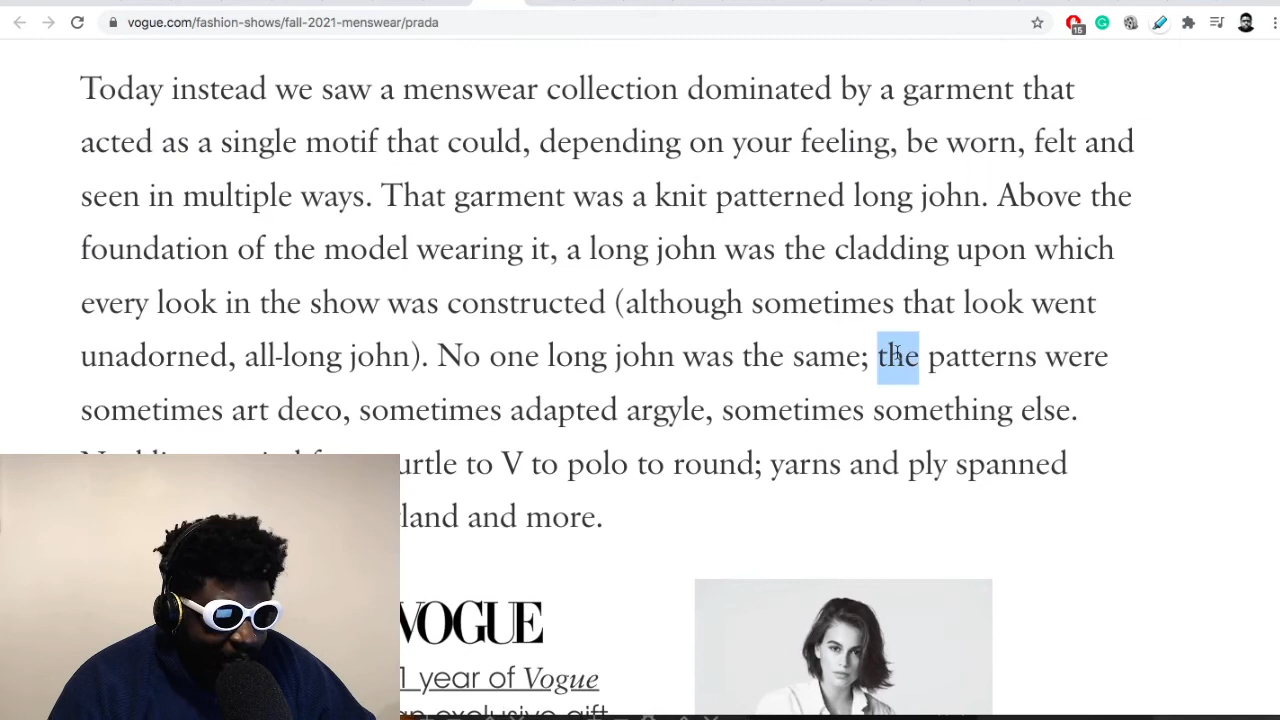 vogue.com/fashion-shows/fall-2021-menswear/prada
15
Today instead we saw a menswear collection dominated by a garment that
acted as a single motif that could, depending on your feeling, be worn, felt and
seen in multiple ways. That garment was a knit patterned long john. Above the
foundation of the model wearing it, a long john was the cladding upon which
every look in the show was constructed (although sometimes that look went
unadorned, all-long john). No one long john was the same; the patterns were
sometimes art deco, sometimes adapted argyle, sometimes something else.
to V to polo to round; yarns and ply spanned
and more.
VOGUE
1 year of Vogue
an exclusive gift